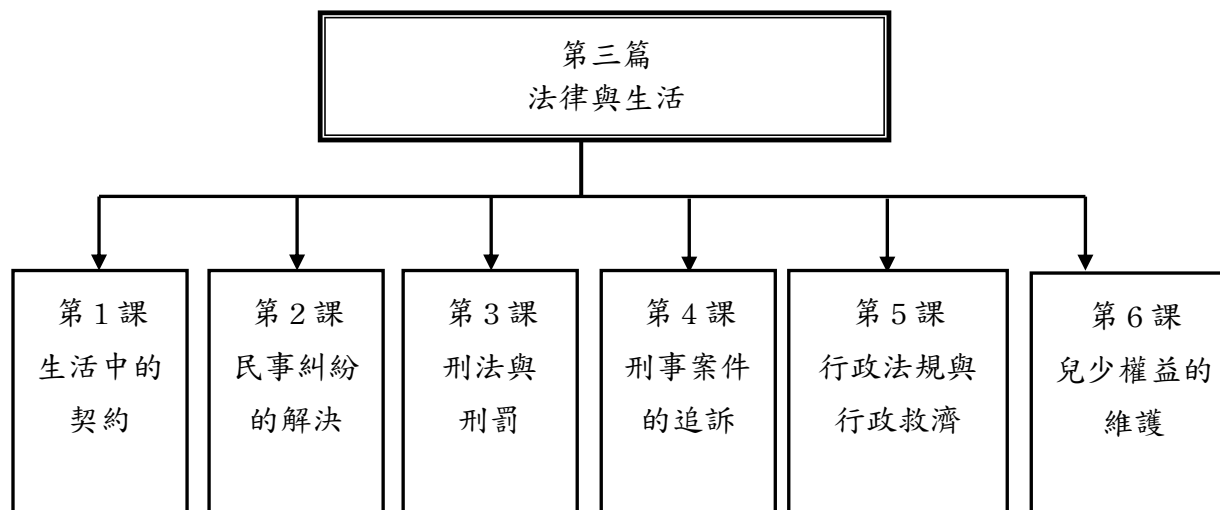 第三篇
法律與生活
第1課
生活中的
契約
第2課
民事糾紛
的解決
第3課
刑法與
刑罰
第4課
刑事案件
的追訴
第5課
行政法規與
行政救濟
第6課
兒少權益的
維護